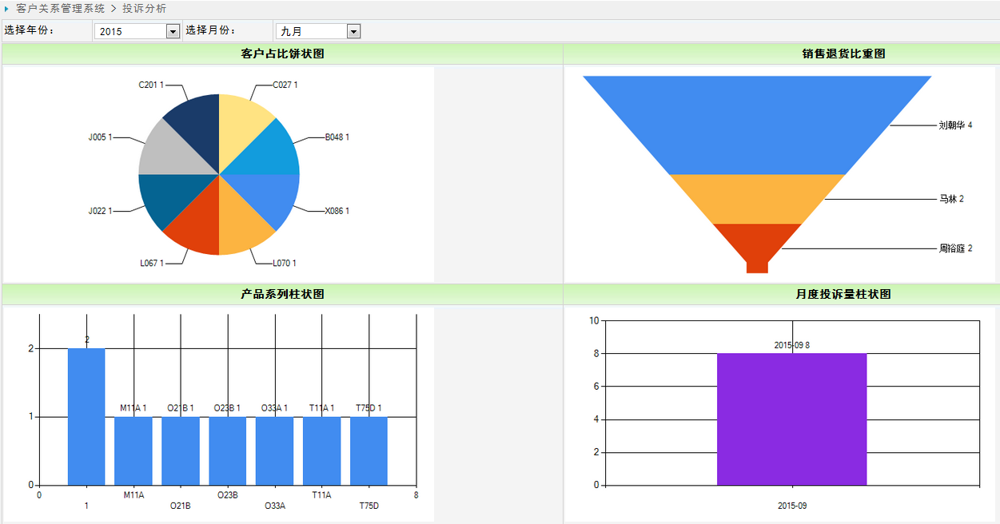 客户关系管理系统 > 投诉分析
选择年份： 2015 选择月份： 九月
客户占比饼状图
C201 1
C027 1
J005 1
B048 1
J022 1
X086 1
L067 1
L070 1
销售退货比重图
刘朝华 4
马林 2
周裕庭 2
产品系列柱状图
2
2
M11A 1 O21B 1 O23B 1 O33A 1 T11A 1 T75D 1
1
0
0 M11A O23B T11A 8
1 O21B O33A T75D
月度投诉量柱状图
10
2015-09 8
8
6
4
2
0
2015-09